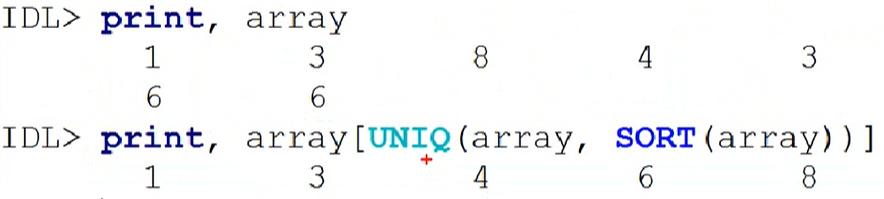 IDL> print, array
1 3 8 4 3
6 6
IDL> print, array[UNIQ(array, SORT(array))]
1 3 4 6 8